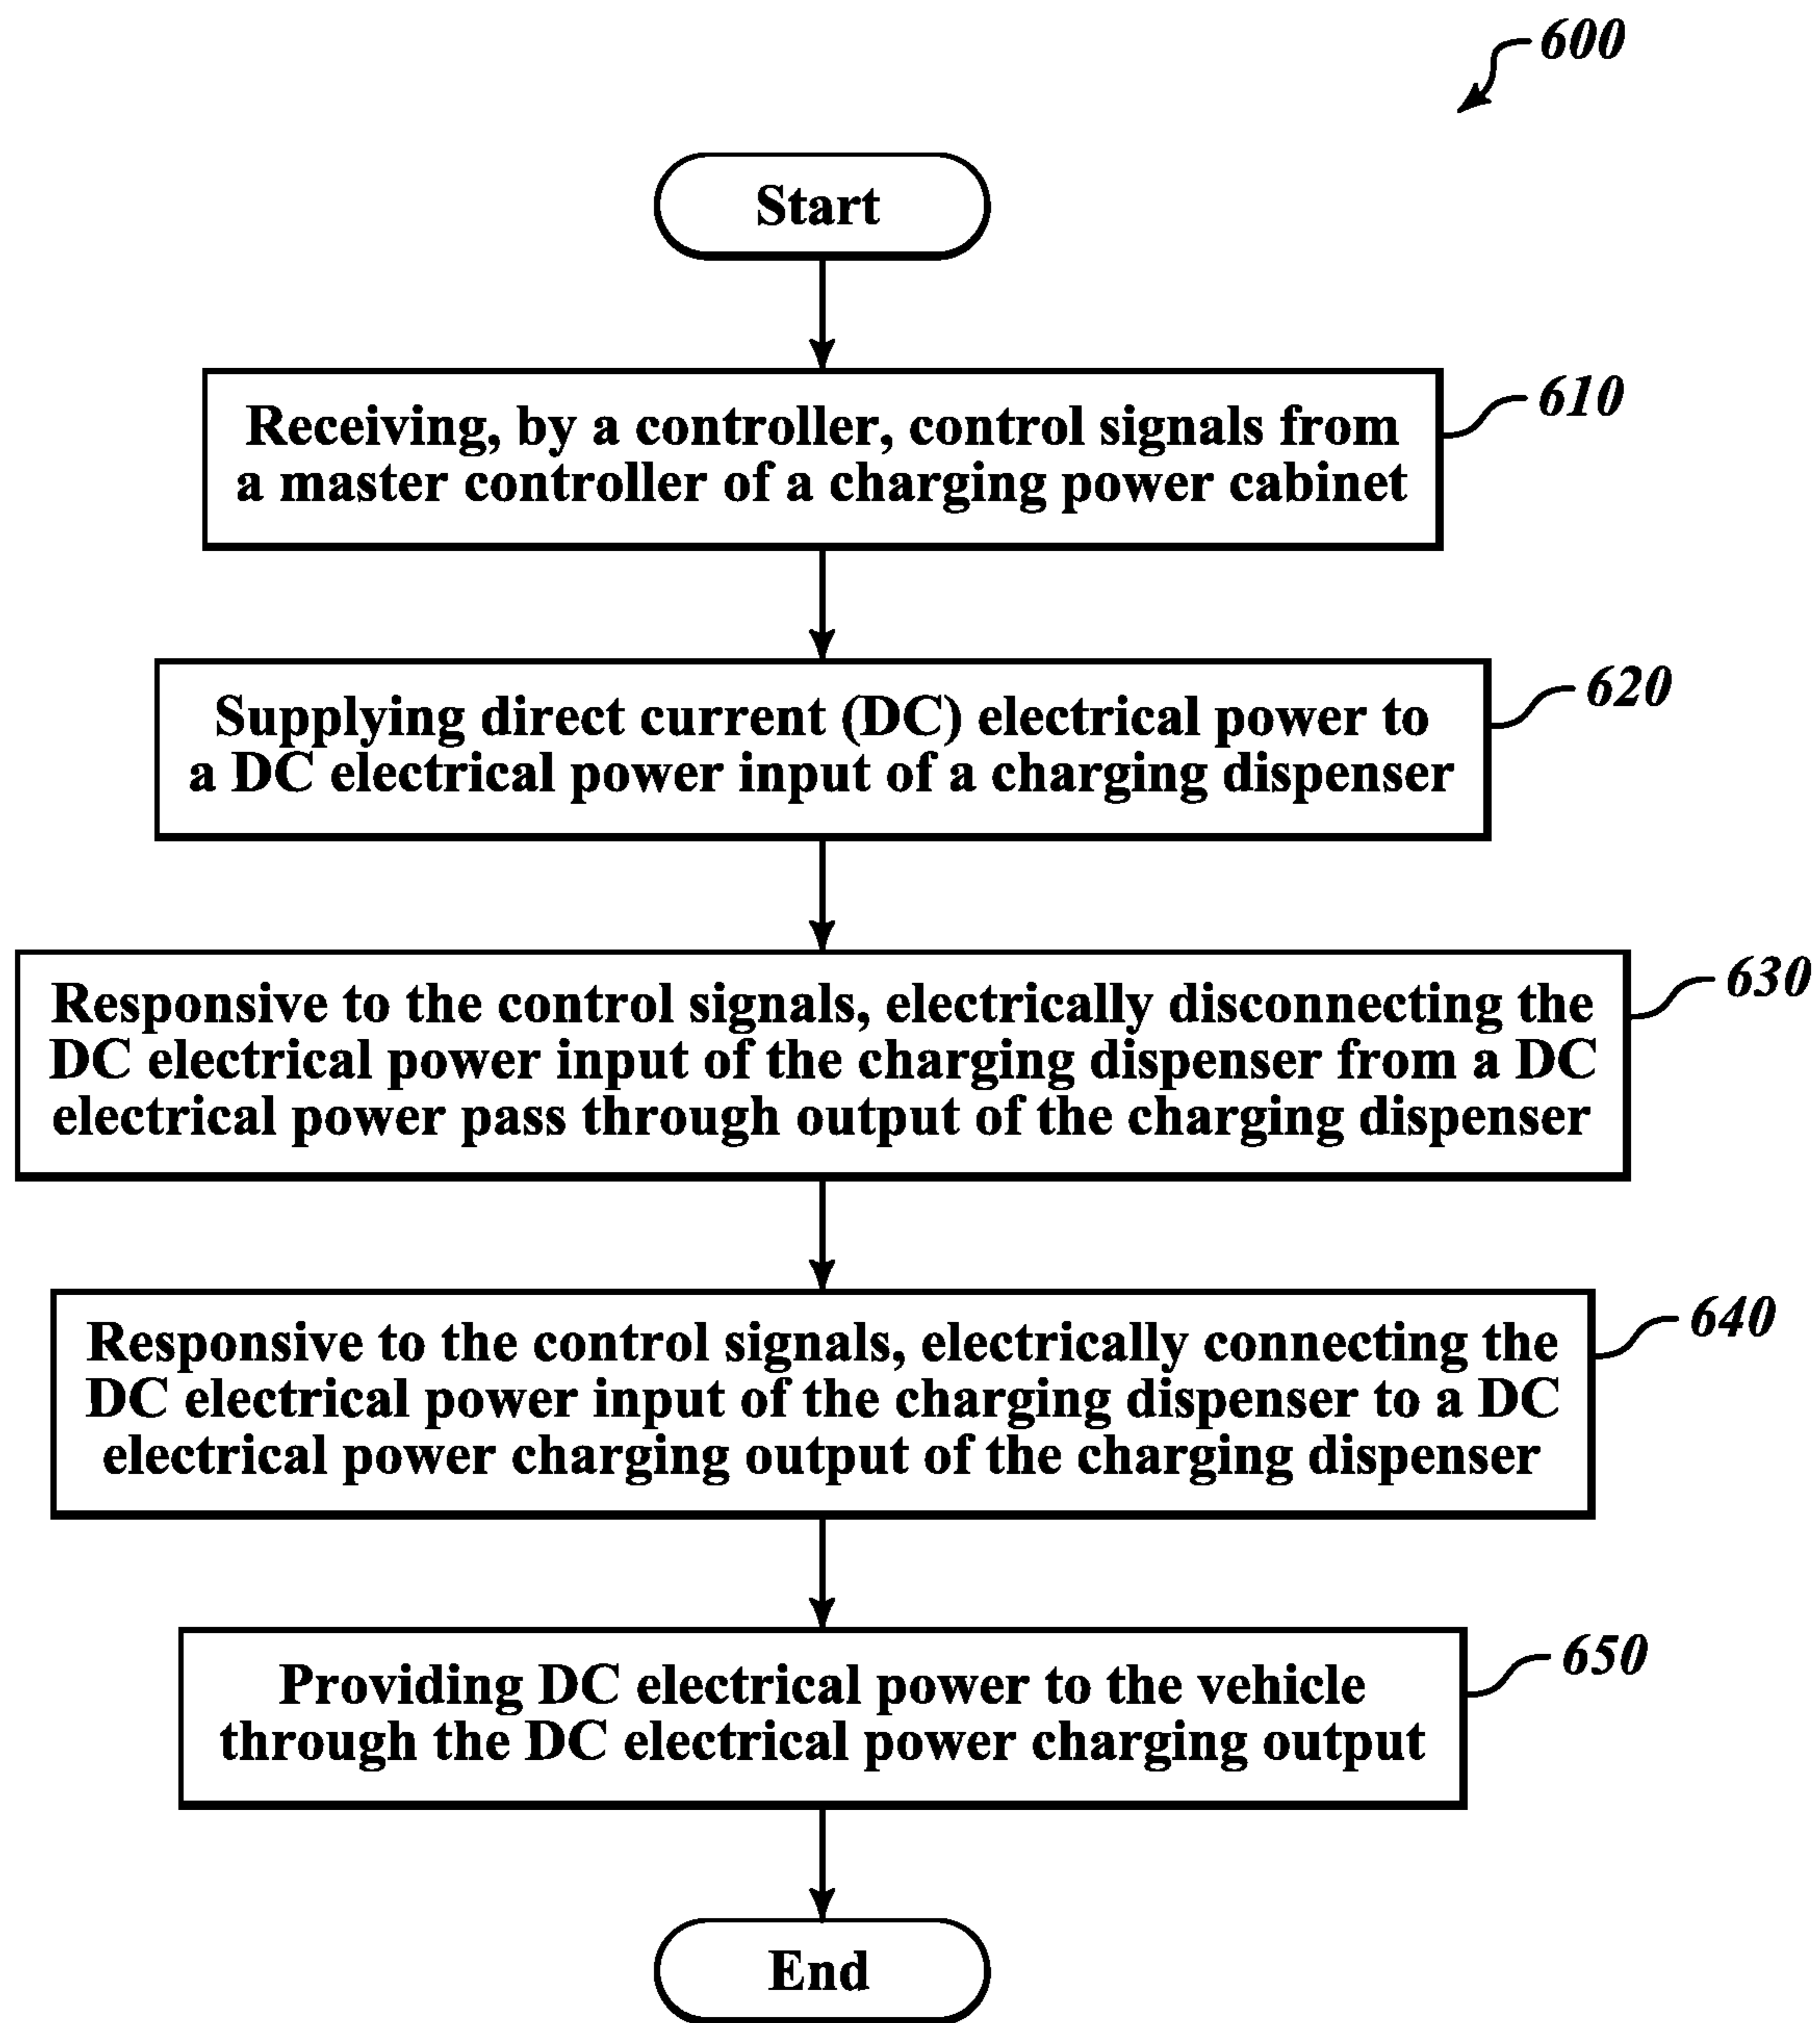 600
Start
Receiving, by a controller, control signals from
a master controller of a charging power cabinet
610
Supplying direct current (DC) electrical power to
a DC electrical power input of a charging dispenser
620
Responsive to the control signals, electrically disconnecting the
DC electrical power input of the charging dispenser from a DC
electrical power pass through output of the charging dispenser
630
Responsive to the control signals, electrically connecting the
DC electrical power input of the charging dispenser to a DC
electrical power charging output of the charging dispenser
640
Providing DC electrical power to the vehicle
through the DC electrical power charging output
650
End